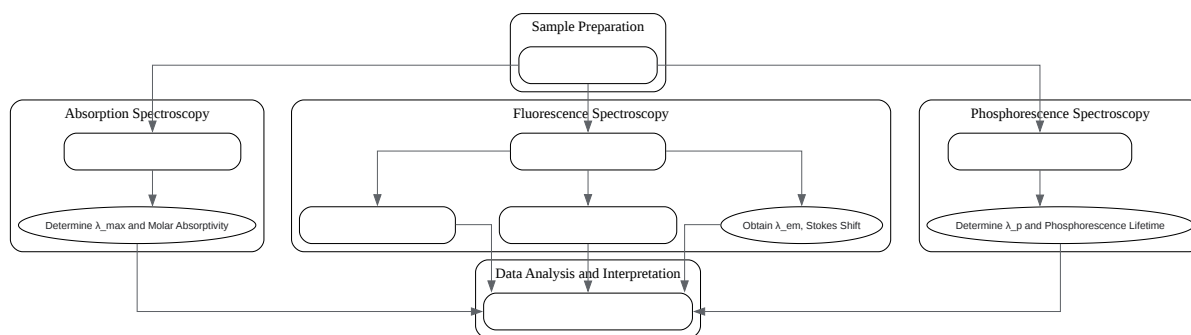 Sample Preparation
Absorption Spectroscopy
Fluorescence Spectroscopy
Phosphorescence Spectroscopy
Determine λ_max and Molar Absorptivity
Obtain λ_em, Stokes Shift
Determine λ_p and Phosphorescence Lifetime
Data Analysis and Interpretation